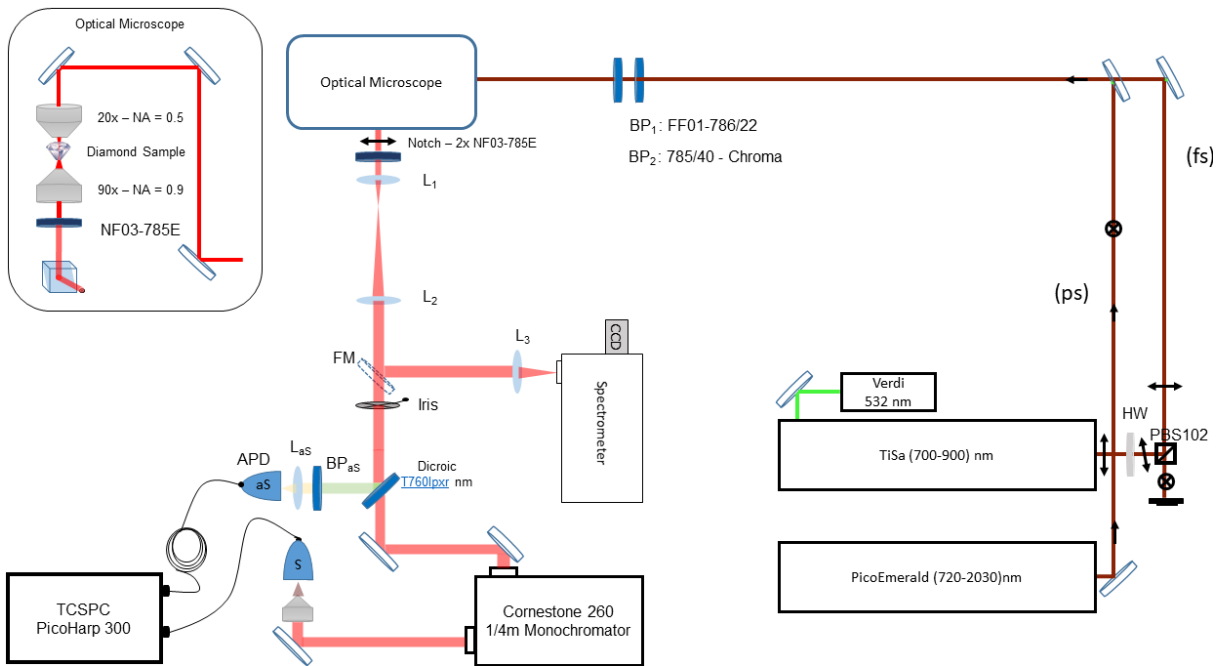 Optical Microscope
20x – NA = 0.5
Diamond Sample
90x – NA = 0.9
NF03-785E
Optical Microscope
Notch – 2x NF03-785E
L1
L2
BP1: FF01-786/22
BP2: 785/40 - Chroma
(fs)
(ps)
FM
L3
CCD
Spectrometer
Iris
APD
LaS
BPaS
aS
Dicroic
T760lpxr nm
S
TCSPC
PicoHarp 300
Cornestone 260
1/4m Monochromator
Verdi
532 nm
HW
PBS102
TiSa (700-900) nm
PicoEmerald (720-2030)nm